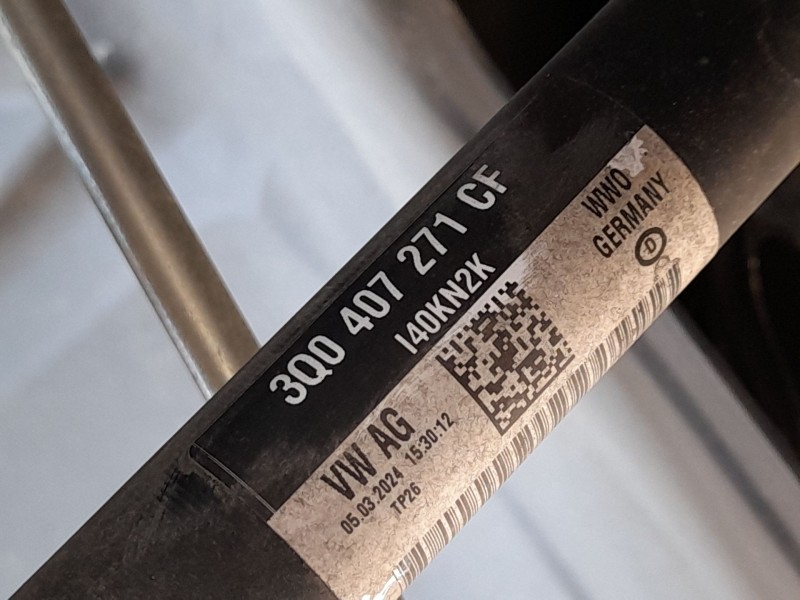 3Q0 407 271 CF
I40KN2K
VW AG
05.03.2024 15:30:12
TP26
WWO
GERMANY
D